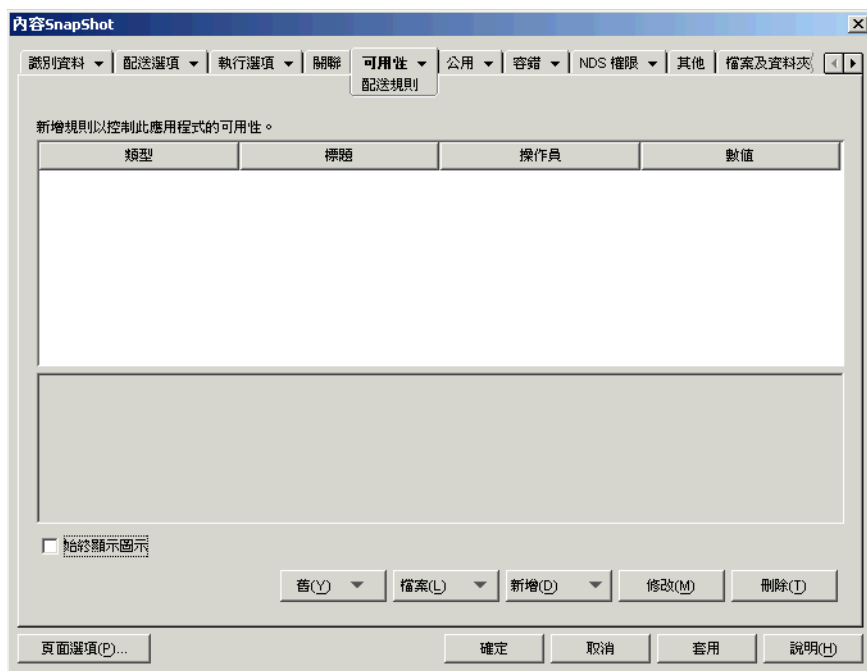 內容SnapShot
識別資料 配送選項 執行選項 關聯 可用性 公用 容錯 NDS 權限 其他 檔案及資料夾
配送規則
新增規則以控制此應用程式的可用性。
類型 標題 操作員 數值
始終顯示圖示
舊(Y) 檔案(L) 新增(D) 修改(M) 刪除(T)
頁面選項(P)... 確定 取消 套用 說明(H)